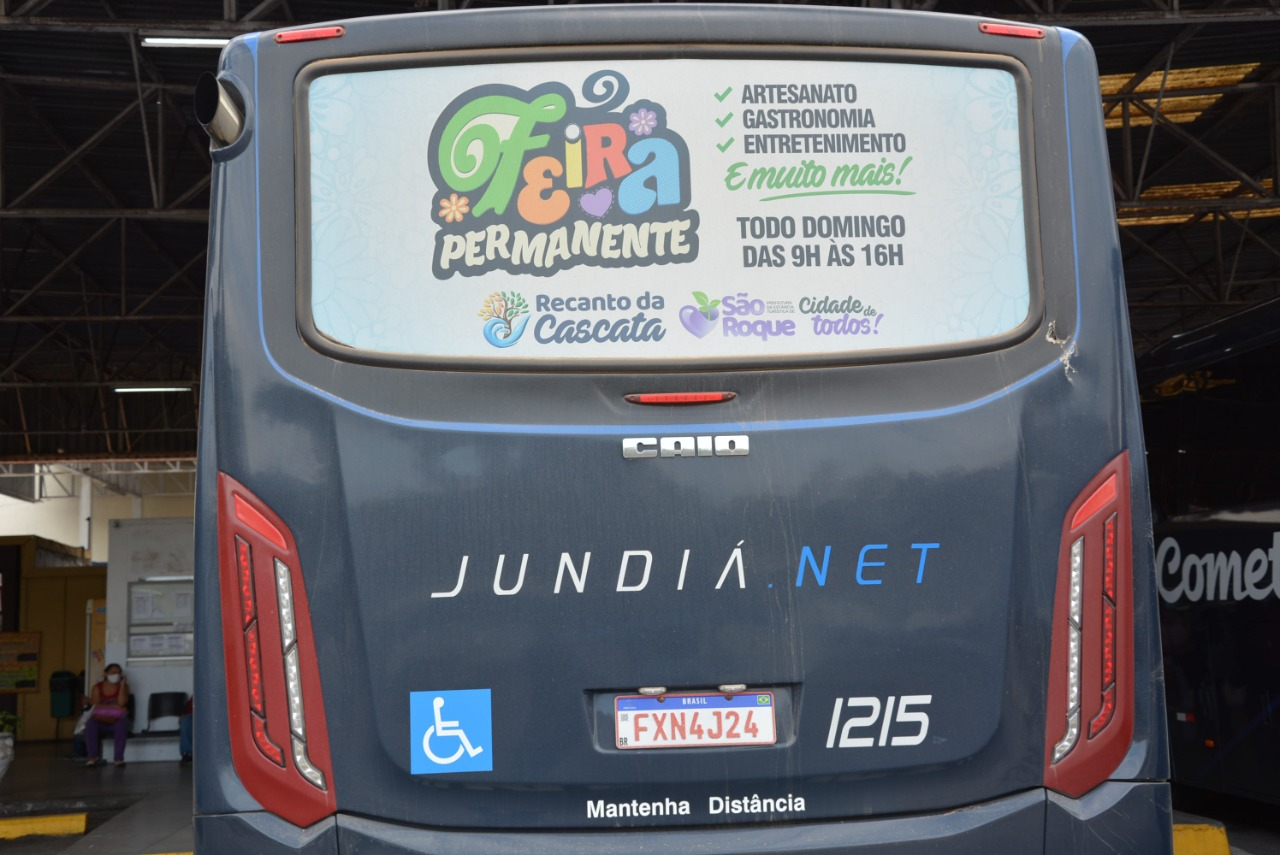 FEIRA
PERMANENTE
ARTESANATO
GASTRONOMIA
ENTRETENIMENTO
E muito mais!
TODO DOMINGO
DAS 9H ÀS 16H
Recanto da
Cascata
São
Roque
Cidade de
todos!
CAIO
JUNDIÁ.NET
Comet
BRASIL
BR
FXN4J24
1215
Mantenha Distância